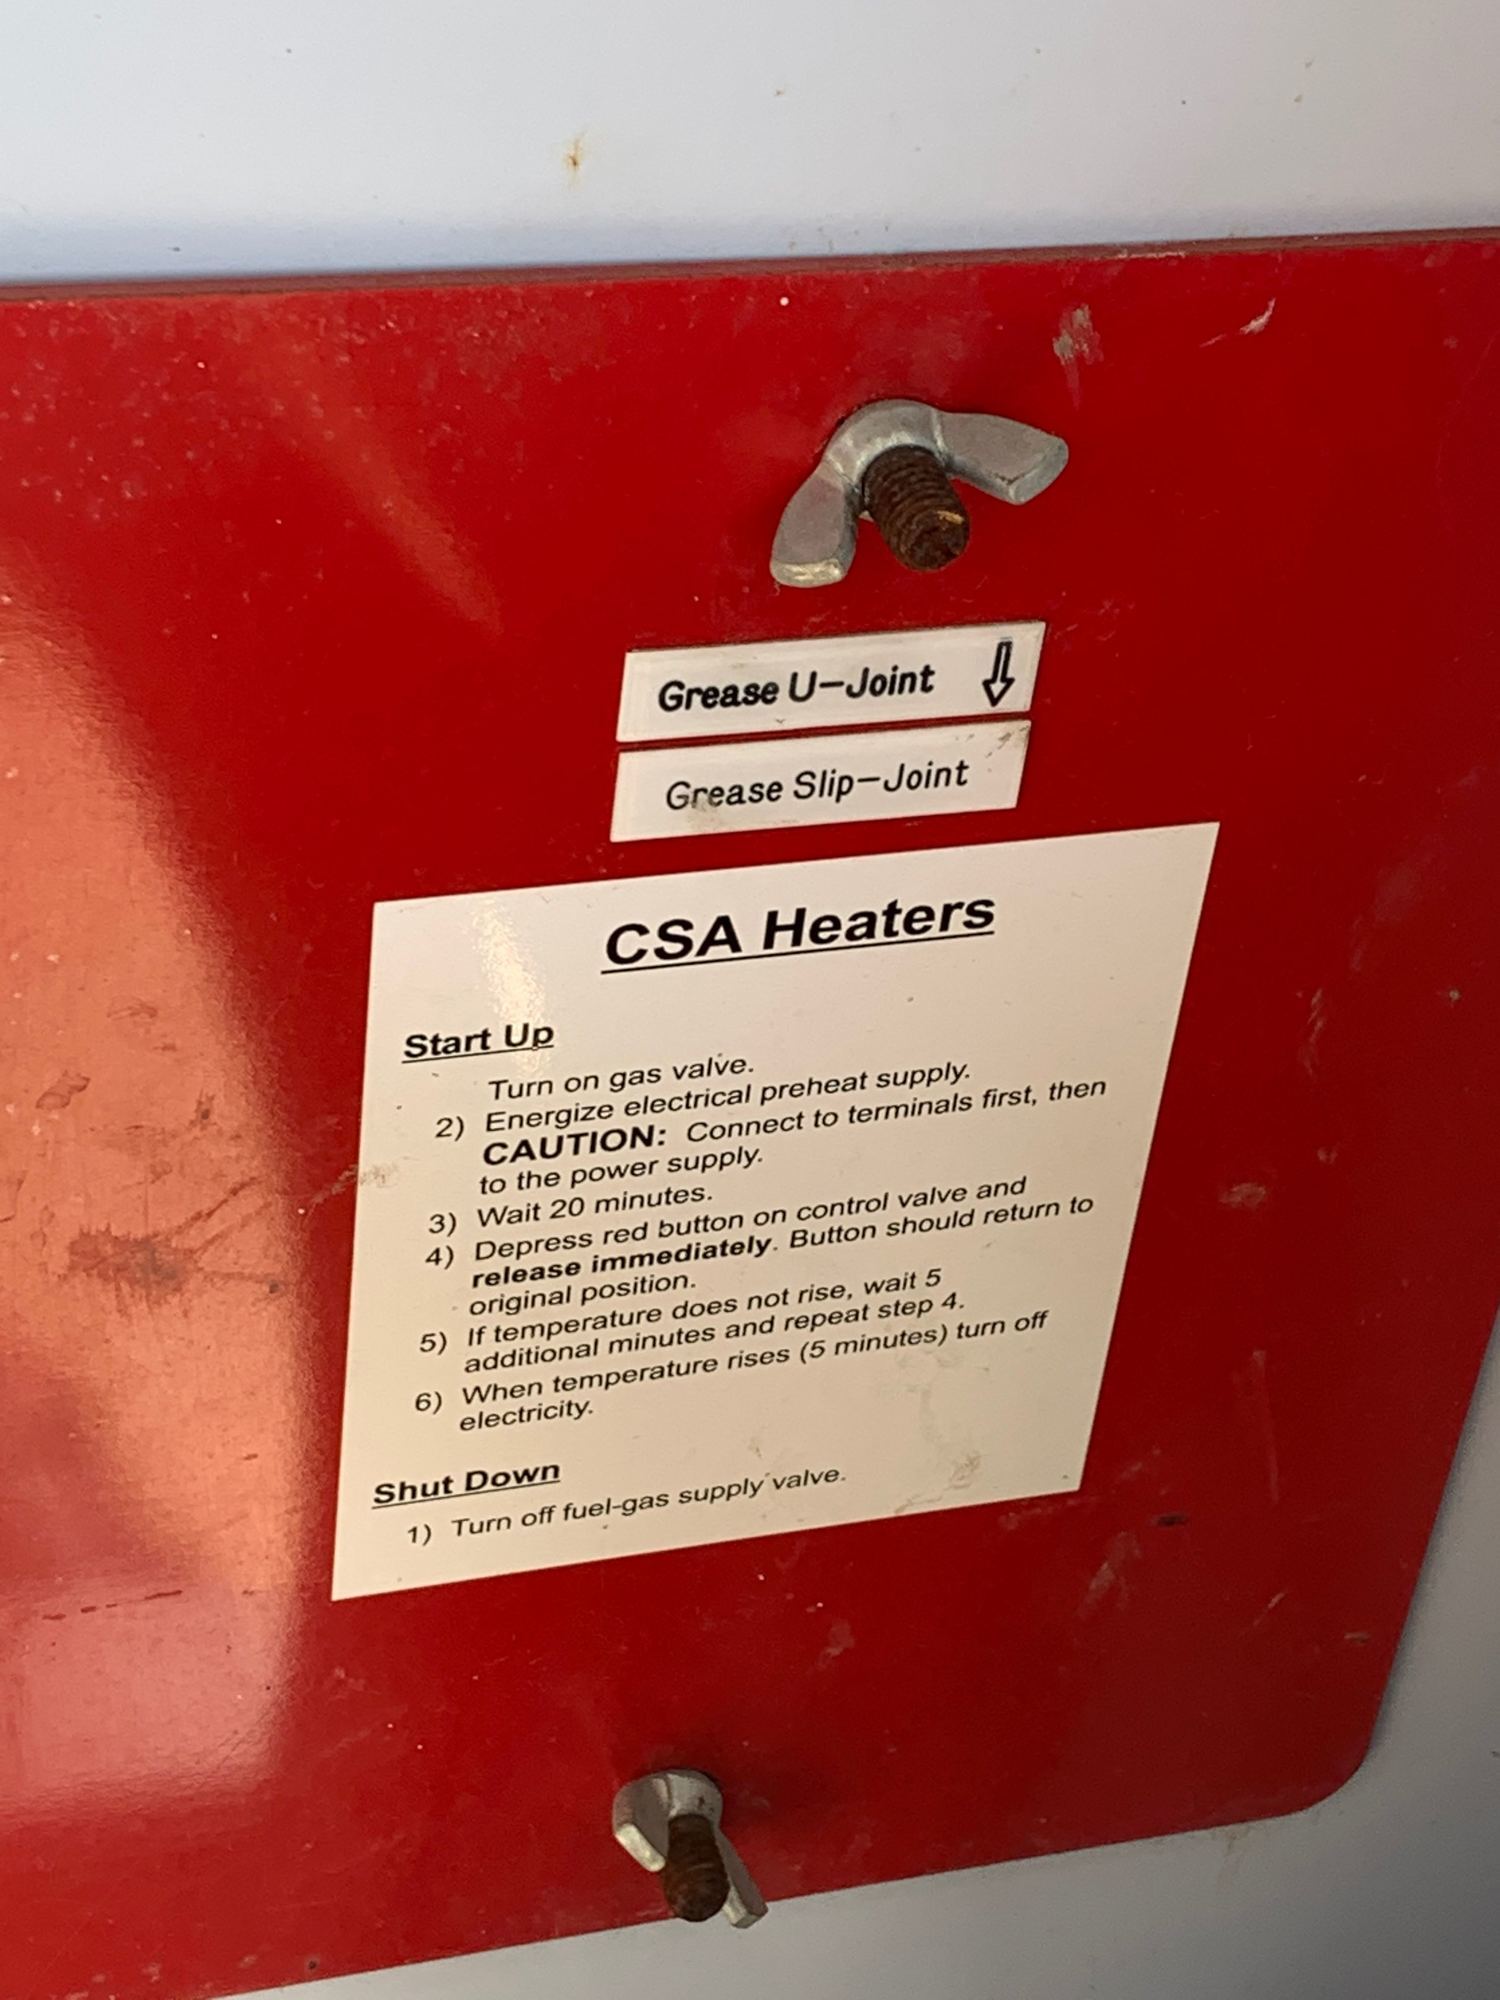 Grease U-Joint
Grease Slip-Joint
CSA Heaters
Start Up
Turn on gas valve.
2) Energize electrical preheat supply.
CAUTION: Connect to terminals first, then
to the power supply.
3) Wait 20 minutes.
4) Depress red button on control valve and
release immediately. Button should return to
original position.
5) If temperature does not rise, wait 5
additional minutes and repeat step 4.
6) When temperature rises (5 minutes) turn off
electricity.
Shut Down
1) Turn off fuel-gas supply valve.